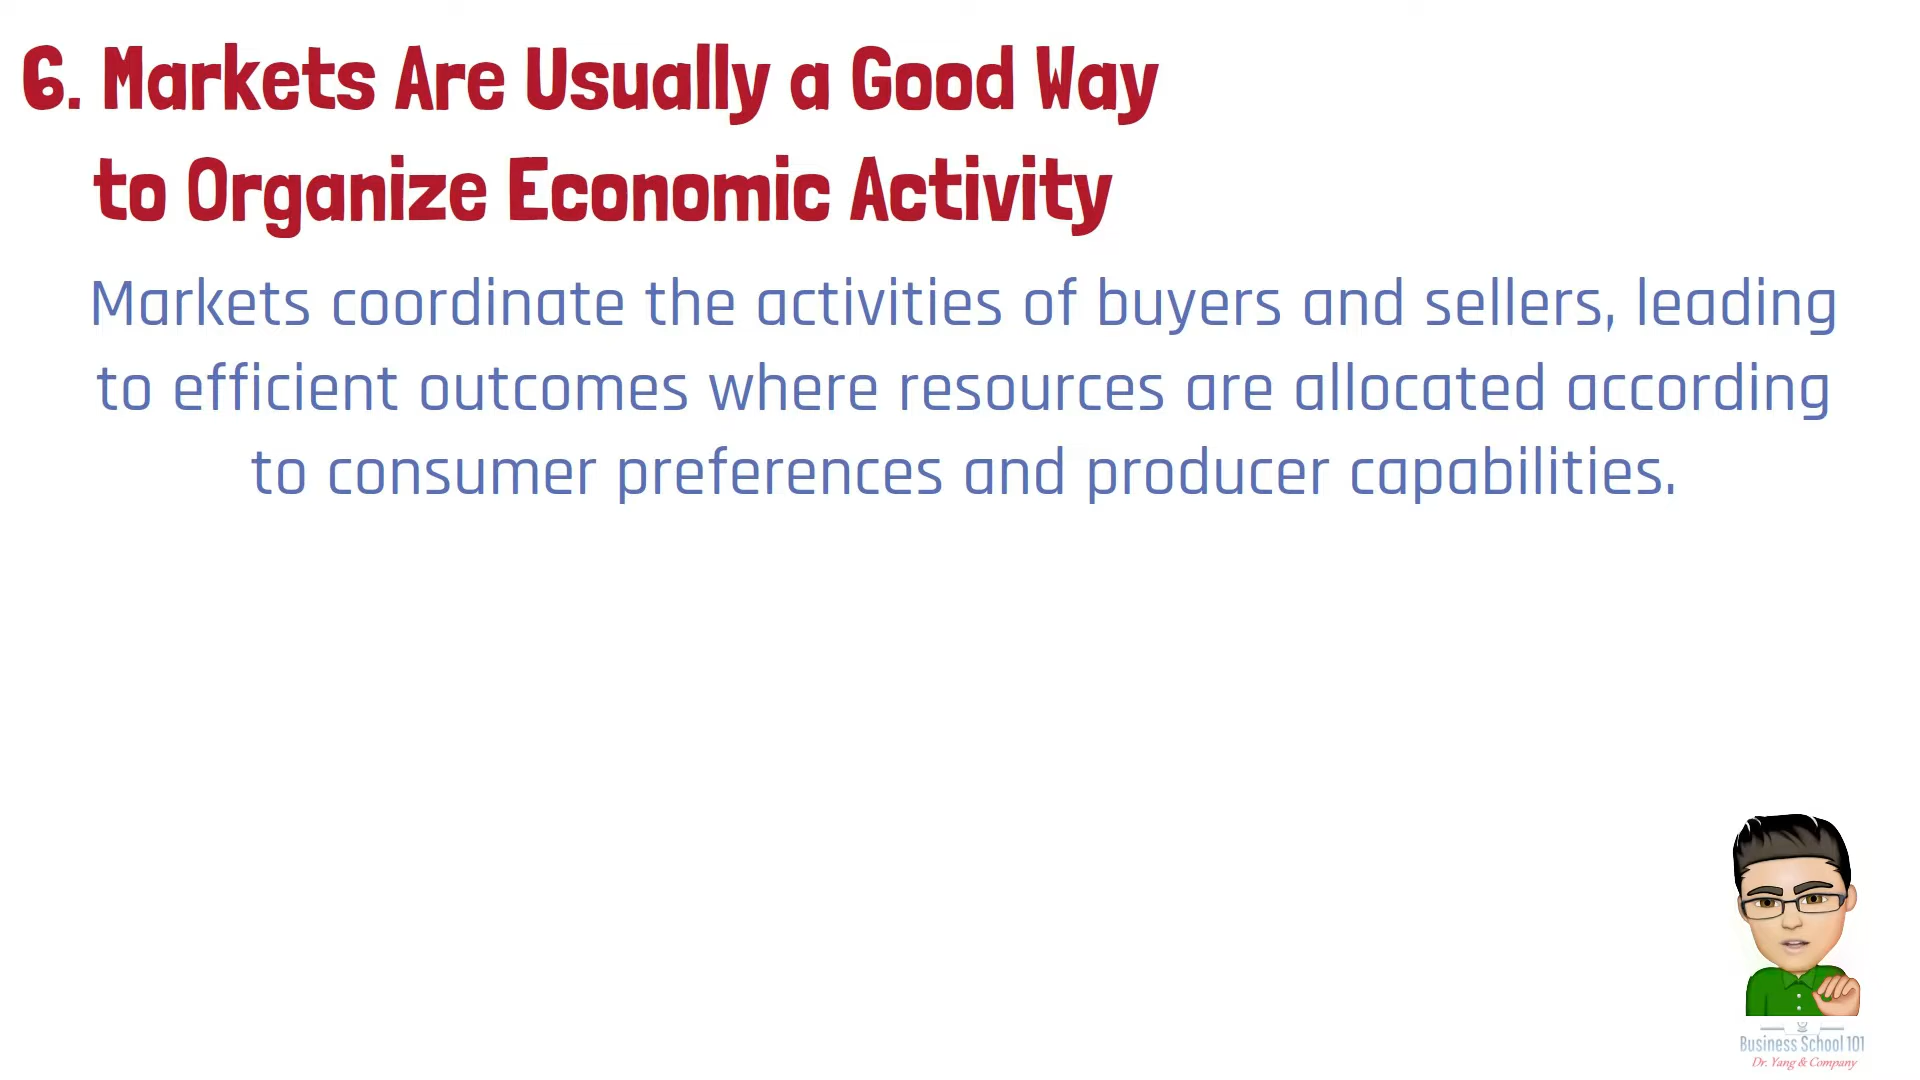 6. Markets Are Usually a Good Way
to Organize Economic Activity
Markets coordinate the activities of buyers and sellers, leading
to efficient outcomes where resources are allocated according
to consumer preferences and producer capabilities.
Business School 101
Dr. Yang & Company